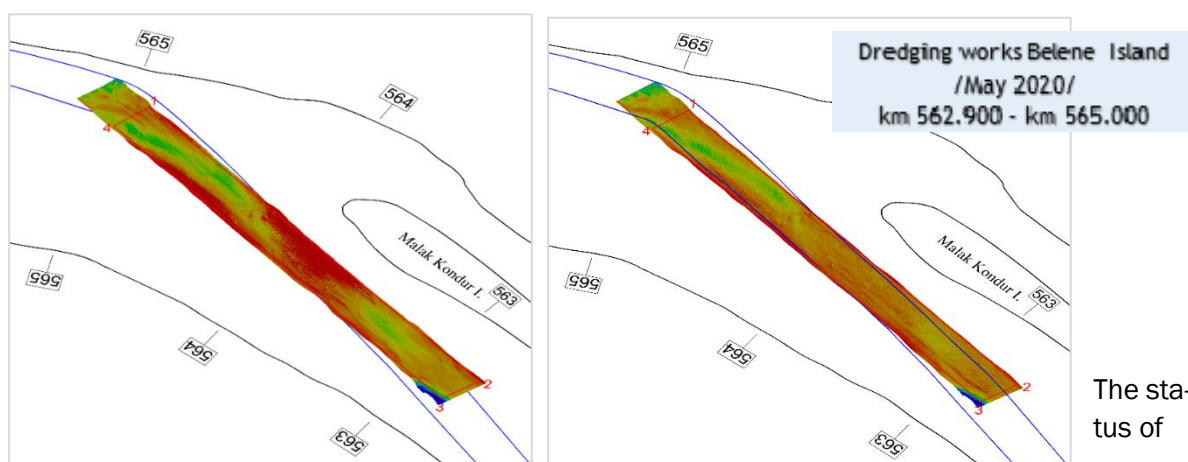 565
564
1
4
Malak Kondur I.
563
565
564
2
3
563
565
1
4
Malak Kondur I.
563
565
564
2
3
563
Dredging works Belene Island
/May 2020/
km 562.900 - km 565.000
The sta-
tus of